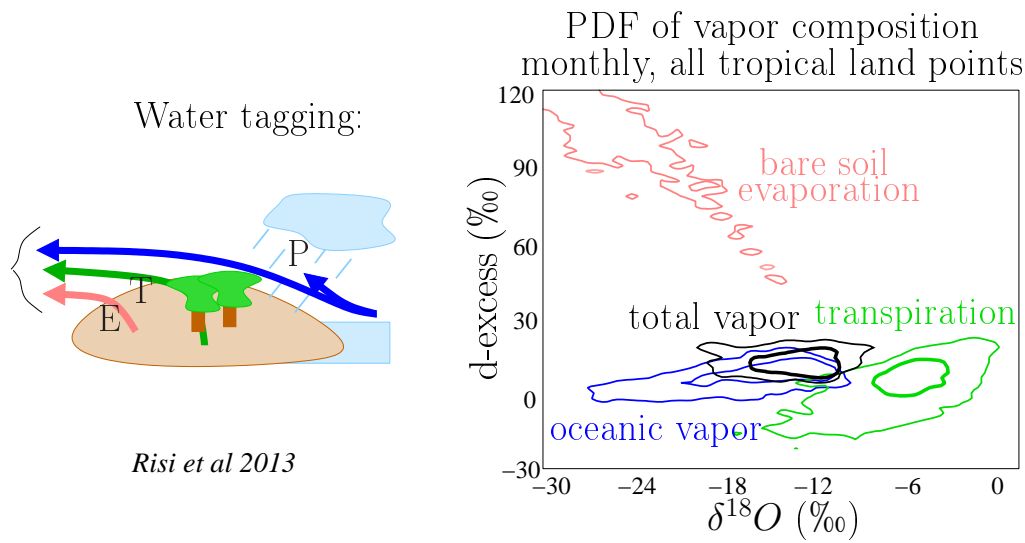 Water tagging:
P
T
E
Risi et al 2013
PDF of vapor composition
monthly, all tropical land points
d-excess (‰)
120
90
60
30
0
−30
bare soil
evaporation
total vapor
transpiration
oceanic vapor
−30 −24 −18 −12 −6 0
δ¹⁸O (‰)